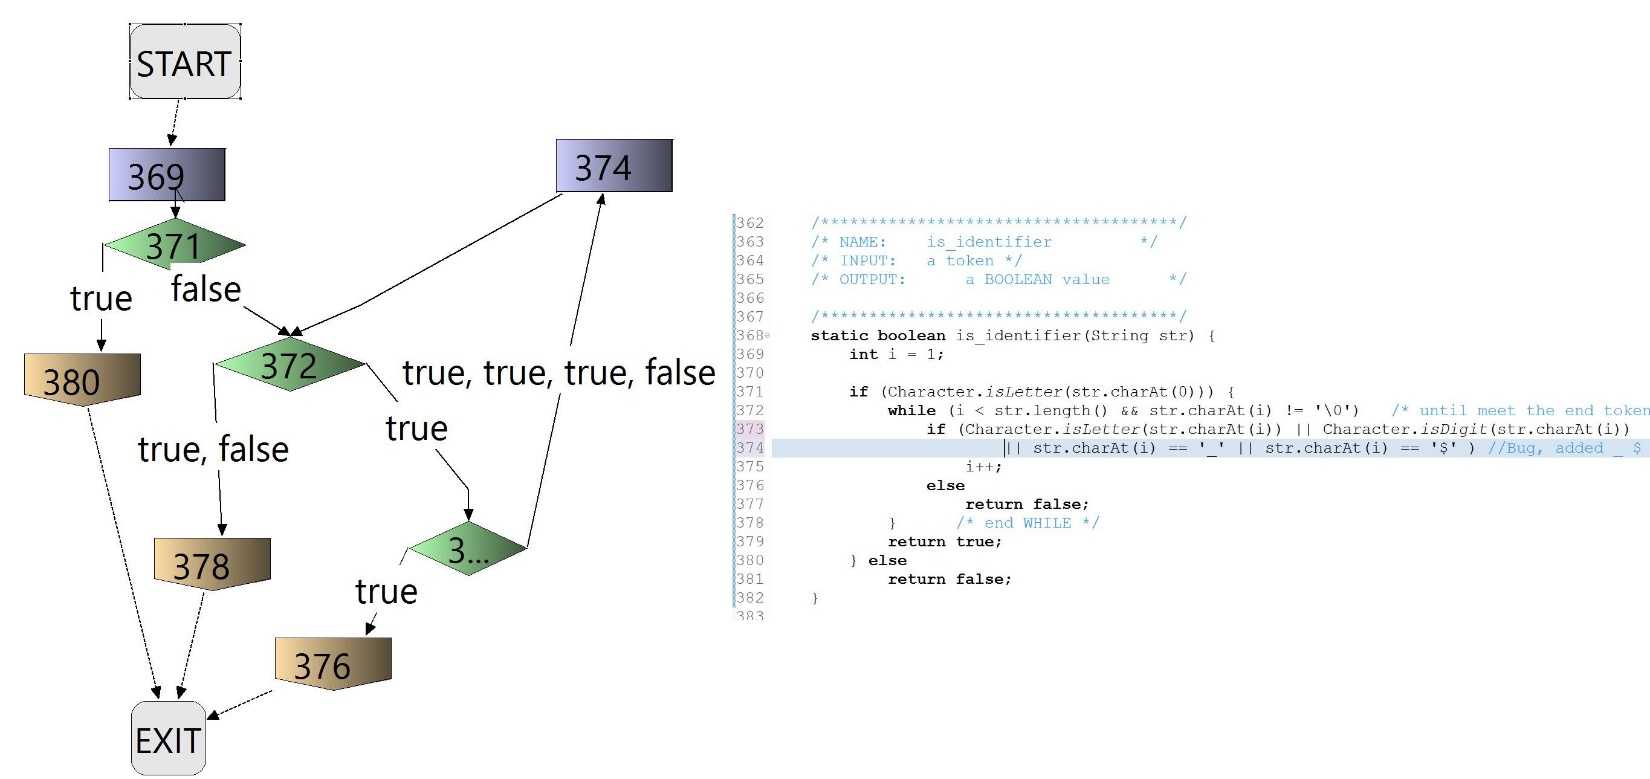 START
369
374
371
true
false
380
372
true, true, true, false
true
true, false
378
3...
true
376
EXIT
362 /*************************************/
363 /* NAME: is_identifier */
364 /* INPUT: a token */
365 /* OUTPUT: a BOOLEAN value */
366
367 /*************************************/
368 static boolean is_identifier(String str) {
369 int i = 1;
370
371 if (Character.isLetter(str.charAt(0))) {
372 while (i < str.length() && str.charAt(i) != '\0') /* until meet the end token
373 if (Character.isLetter(str.charAt(i)) || Character.isDigit(str.charAt(i))
374 || str.charAt(i) == '_' || str.charAt(i) == '$' ) //Bug, added _ $
375 i++;
376 else
377 return false;
378 } /* end WHILE */
379 return true;
380 } else
381 return false;
382 }
383